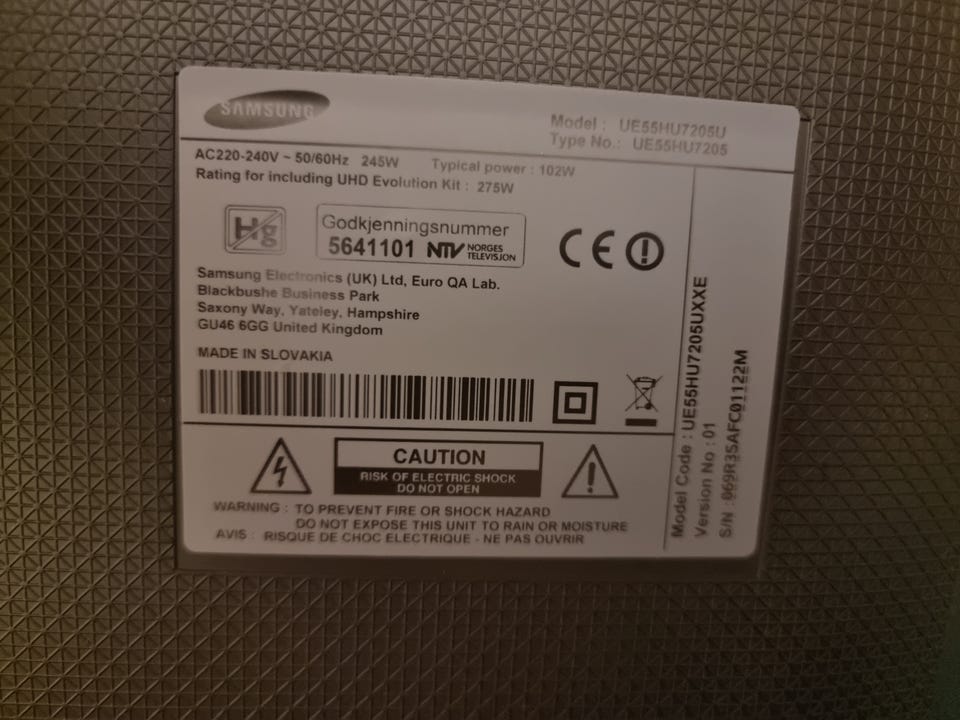 SAMSUNG
Model : UE55HU7205U
Type No.: UE55HU7205
AC220-240V ~ 50/60Hz 245W Typical power : 102W
Rating for including UHD Evolution Kit : 275W
Hg
Godkjenningsnummer
5641101 NTV NORGES
TELEVISJON
CE
Samsung Electronics (UK) Ltd, Euro QA Lab.
Blackbushe Business Park
Saxony Way, Yateley, Hampshire
GU46 6GG United Kingdom
MADE IN SLOVAKIA
CAUTION
RISK OF ELECTRIC SHOCK
DO NOT OPEN
WARNING : TO PREVENT FIRE OR SHOCK HAZARD
DO NOT EXPOSE THIS UNIT TO RAIN OR MOISTURE
AVIS : RISQUE DE CHOC ELECTRIQUE - NE PAS OUVRIR
Model Code : UE55HU7205UXXE
Version No : 01
S/N : 069R3SAFC01122M